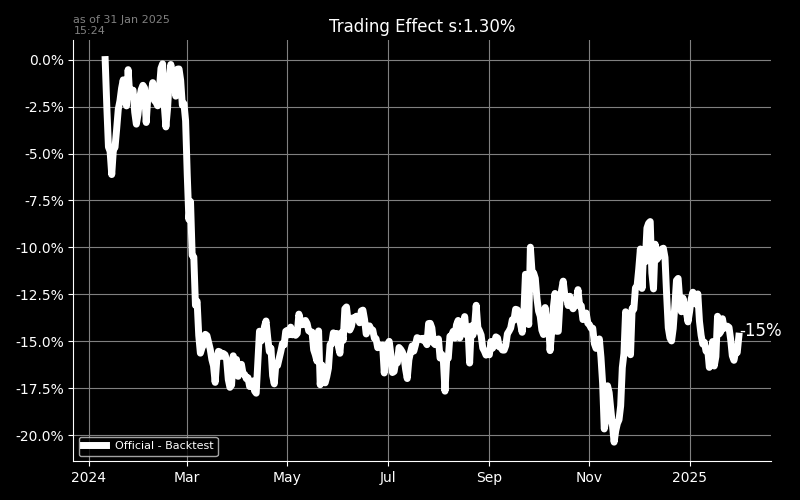 as of 31 Jan 2025
15:24
Trading Effect s:1.30%
0.0%
-2.5%
-5.0%
-7.5%
-10.0%
-12.5%
-15.0%
-17.5%
-20.0%
-15%
Official - Backtest
2024 Mar May Jul Sep Nov 2025